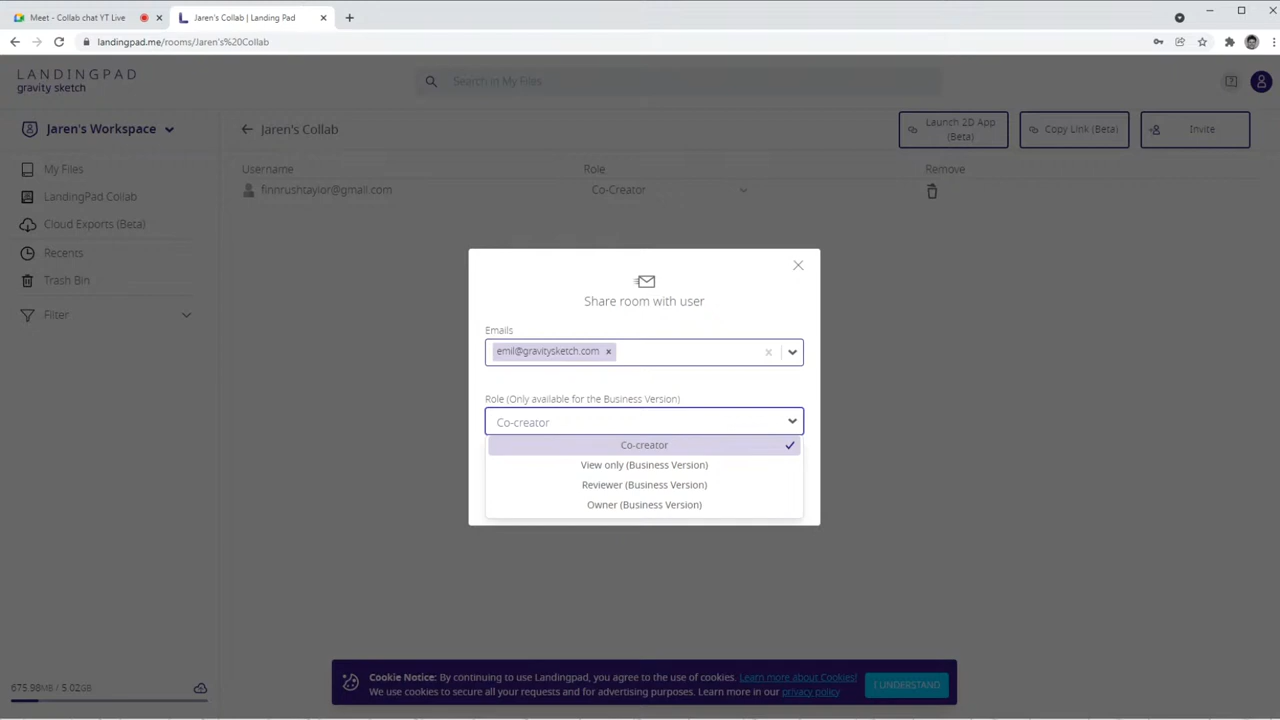 Meet - Collab chat YT Live
Jaren's Collab | Landing Pad
landingpad.me/rooms/Jaren's%20Collab
LANDINGPAD
gravity sketch
Search in My Files
Jaren's Workspace
Jaren's Collab
Launch 2D App
(Beta)
Copy Link (Beta)
Invite
My Files
LandingPad Collab
Cloud Exports (Beta)
Recents
Trash Bin
Filter
Username
Role
Remove
finnrushtaylor@gmail.com
Co-Creator
Share room with user
Emails
emil@gravitysketch.com
Role (Only available for the Business Version)
Co-creator
Co-creator
View only (Business Version)
Reviewer (Business Version)
Owner (Business Version)
Cookie Notice: By continuing to use Landingpad, you agree to the use of cookies. Learn more about Cookies!
We use cookies to secure all your requests and for advertising purposes. Learn more in our privacy policy
I UNDERSTAND
675.98MB / 5.02GB